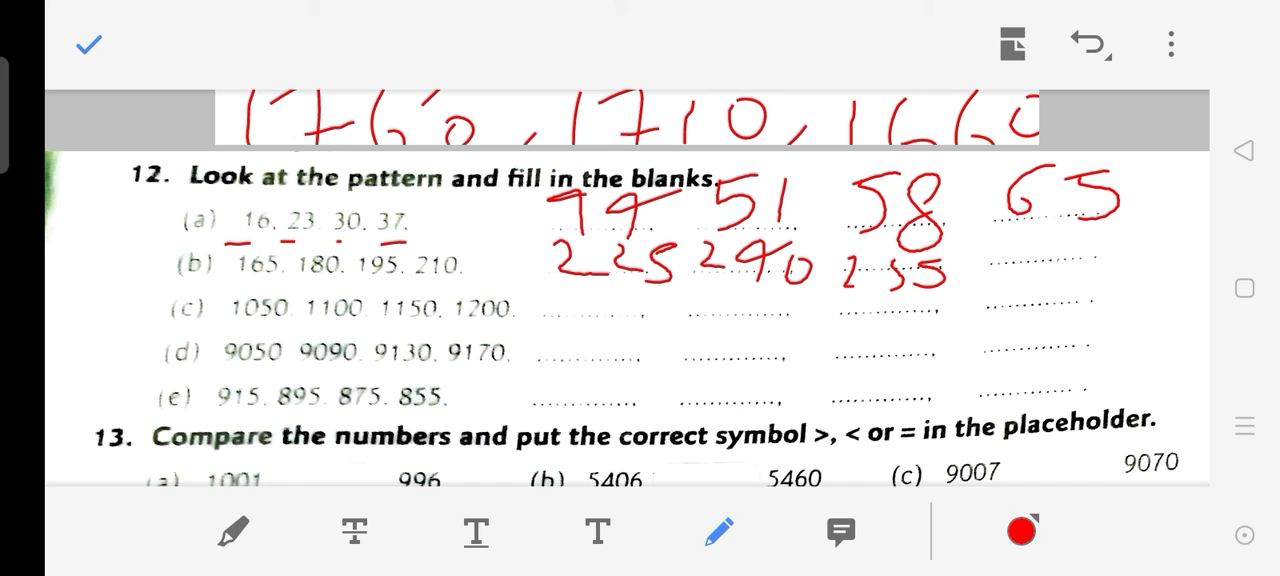 1760, 1710, 1660
12. Look at the pattern and fill in the blanks.
(a) 16, 23, 30, 37, 44 51 58 65
(b) 165, 180, 195, 210, 225 240 255
(c) 1050, 1100, 1150, 1200,
(d) 9050, 9090, 9130, 9170,
(e) 915, 895, 875, 855,
13. Compare the numbers and put the correct symbol >, < or = in the placeholder.
(a) 1001 996 (b) 5406 5460 (c) 9007 9070
T T T